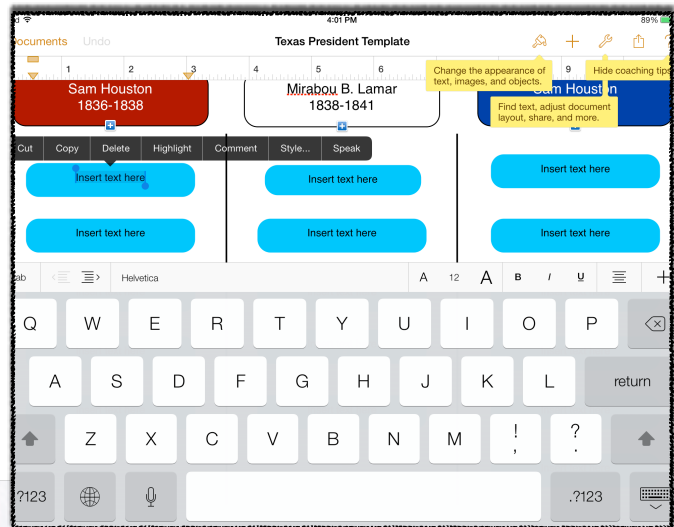 d 4:01 PM 89%
ocuments Undo Texas President Template
1 2 3 4 5 6 9
Change the appearance of
text, images, and objects.
Hide coaching tips
Find text, adjust document
layout, share, and more.
Sam Houston
1836-1838
Mirabou B. Lamar
1838-1841
Sam Houston
Cut Copy Delete Highlight Comment Style... Speak
Insert text here Insert text here Insert text here
Insert text here Insert text here Insert text here
ab Helvetica A 12 A B I U
Q W E R T Y U I O P
A S D F G H J K L return
Z X C V B N M ! , ? .
.?123 .?123